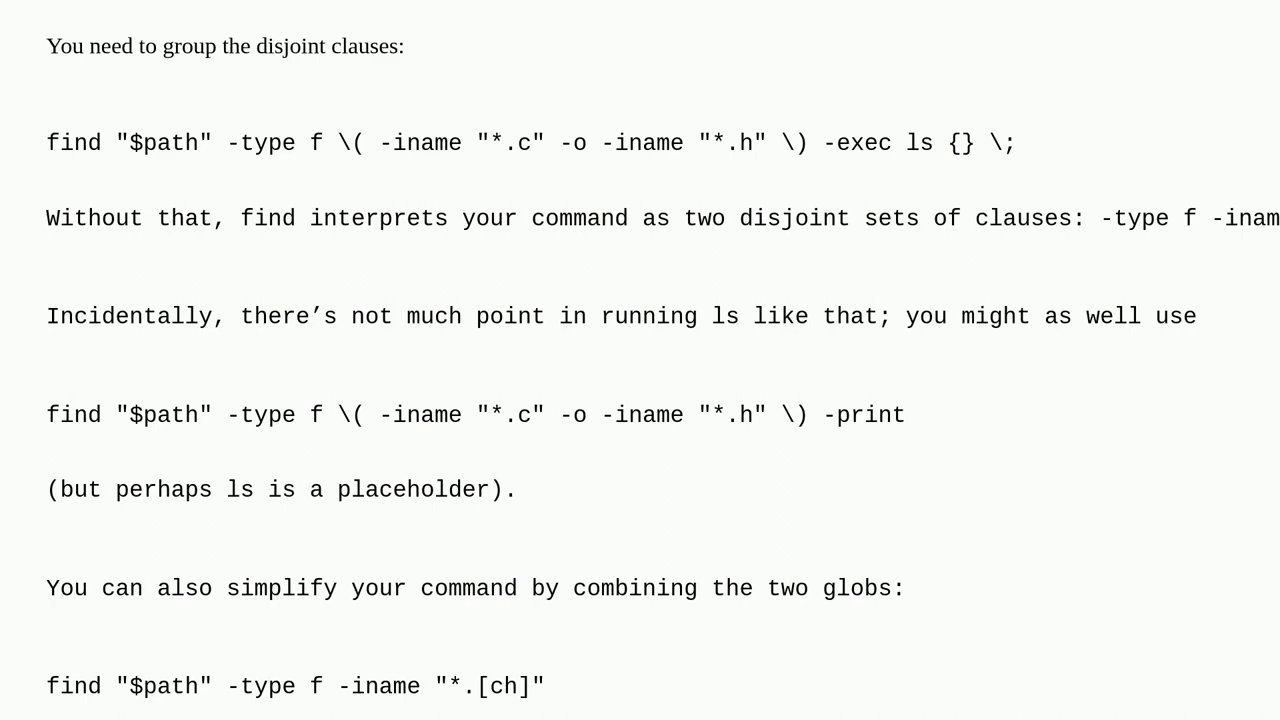 You need to group the disjoint clauses:
find "$path" -type f \( -iname "*.c" -o -iname "*.h" \) -exec ls {} \;
Without that, find interprets your command as two disjoint sets of clauses: -type f -inam
Incidentally, there’s not much point in running ls like that; you might as well use
find "$path" -type f \( -iname "*.c" -o -iname "*.h" \) -print
(but perhaps ls is a placeholder).
You can also simplify your command by combining the two globs:
find "$path" -type f -iname "*.[ch]"